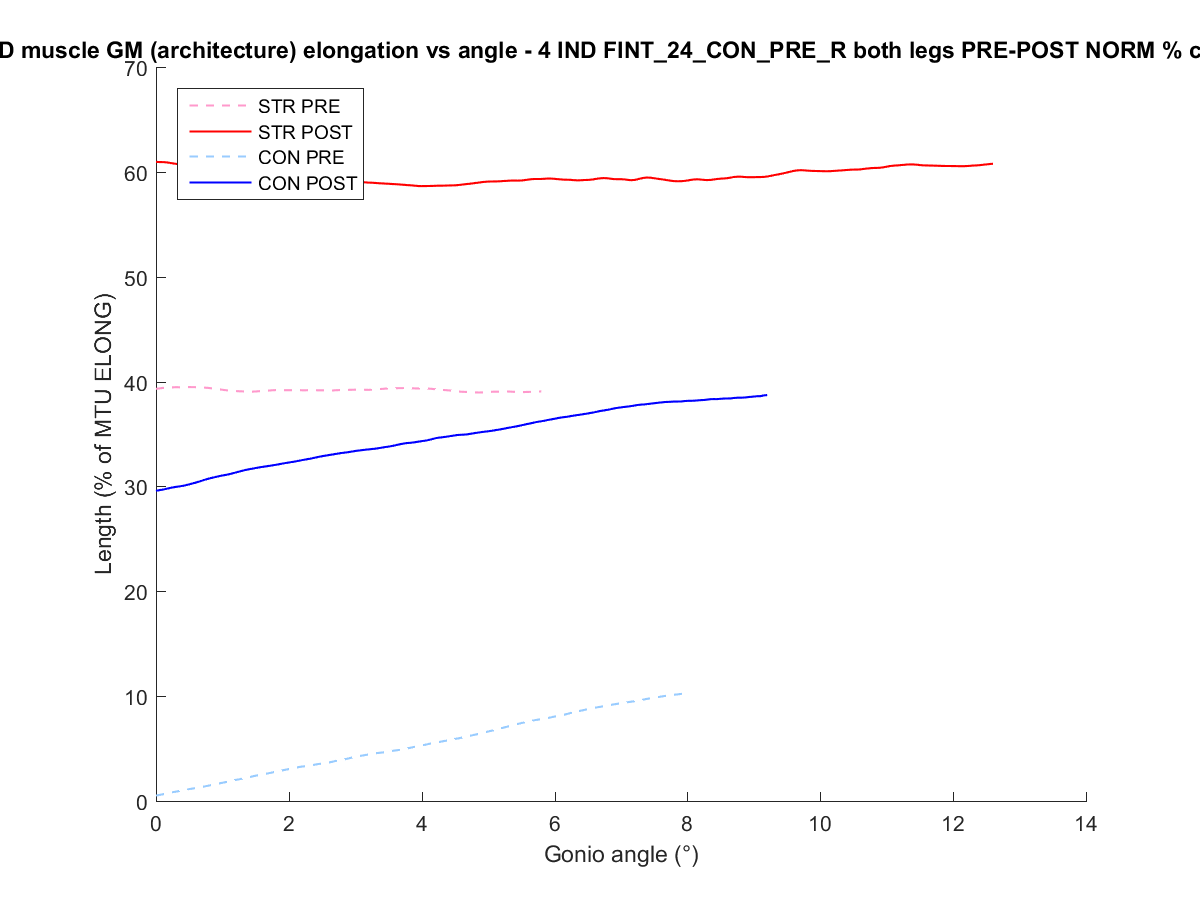 D muscle GM (architecture) elongation vs angle - 4 IND FINT_24_CON_PRE_R both legs PRE-POST NORM % c
STR PRE
STR POST
CON PRE
CON POST
Length (% of MTU ELONG)
70
60
50
40
30
20
10
0
0 2 4 6 8 10 12 14
Gonio angle (°)